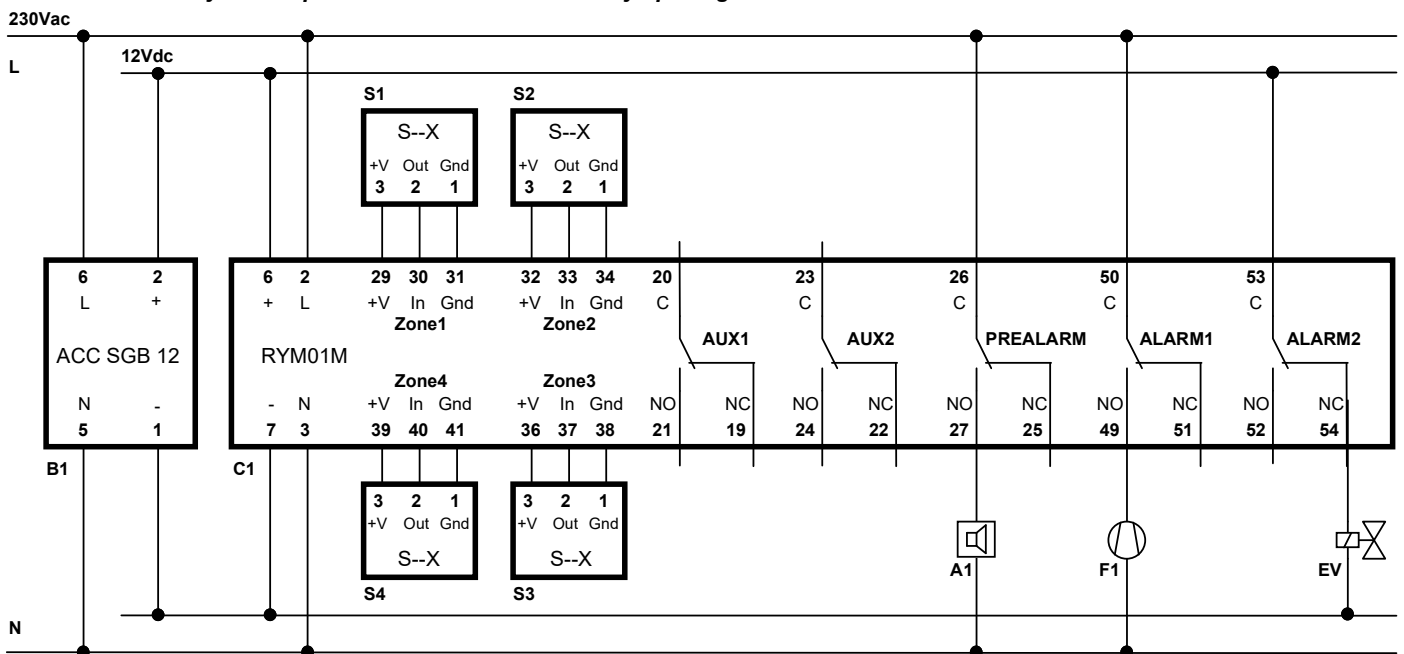 230Vac
12Vdc
L
S1 S2
S--X S--X
+V Out Gnd +V Out Gnd
3 2 1 3 2 1
6 2 6 2 29 30 31 32 33 34 20 23 26 50 53
L + + L +V In Gnd +V In Gnd C C C C C
Zone1 Zone2
AUX1 AUX2 PREALARM ALARM1 ALARM2
ACC SGB 12 RYM01M
Zone4 Zone3
N - - N +V In Gnd +V In Gnd NO NC NO NC NO NC NO NC NO NC
5 1 7 3 39 40 41 36 37 38 21 19 24 22 27 25 49 51 52 54
B1 C1
3 2 1 3 2 1
+V Out Gnd +V Out Gnd
S--X S--X
A1 F1 EV
S4 S3
N